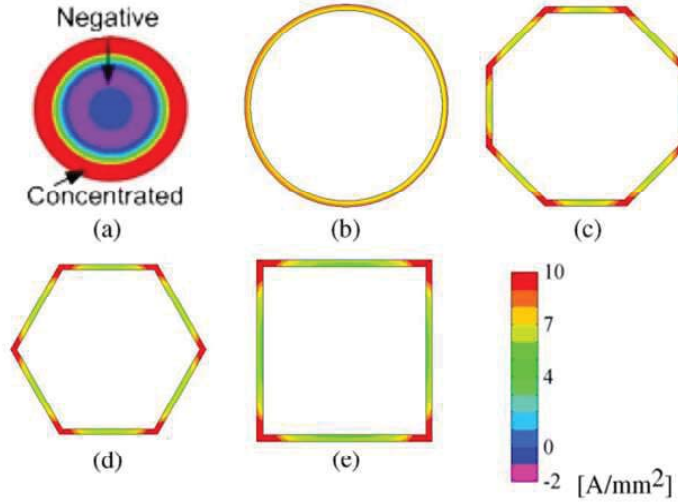 Negative
Concentrated
(a)
(b)
(c)
(d)
(e)
10
7
4
0
-2
[A/mm²]